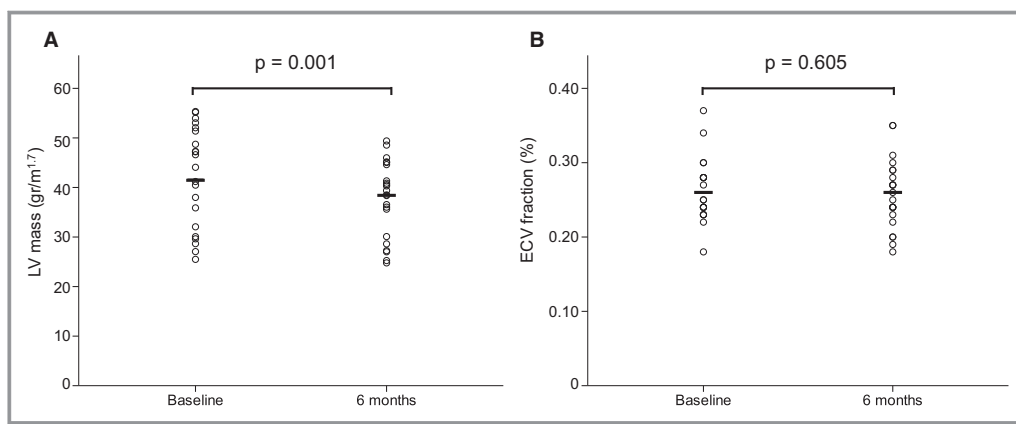 A
p = 0.001
LV mass (gr/m1.7)
60
50
40
30
20
10
0
Baseline
6 months
B
p = 0.605
ECV fraction (%)
0.40
0.30
0.20
0.10
0
Baseline
6 months